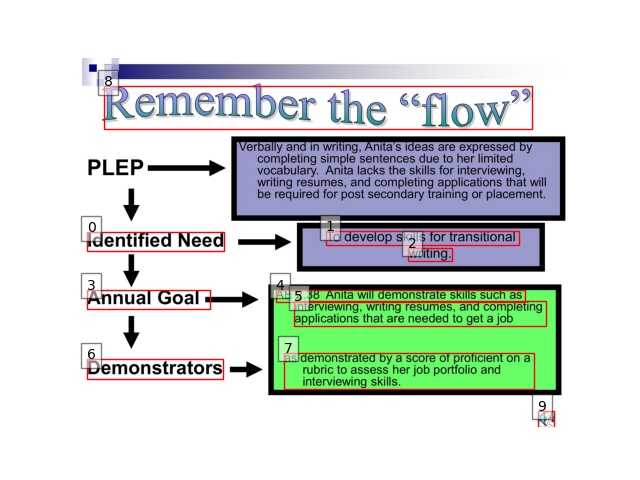 Remember the “flow”
PLEP
Verbally and in writing, Anita's ideas are expressed by
completing simple sentences due to her limited
vocabulary. Anita lacks the skills for interviewing,
writing resumes, and completing applications that will
be required for post secondary training or placement.
Identified Need
To develop skills for transitional
writing.
Annual Goal
38 Anita will demonstrate skills such as
interviewing, writing resumes, and completing
applications that are needed to get a job
Demonstrators
as demonstrated by a score of proficient on a
rubric to assess her job portfolio and
interviewing skills.